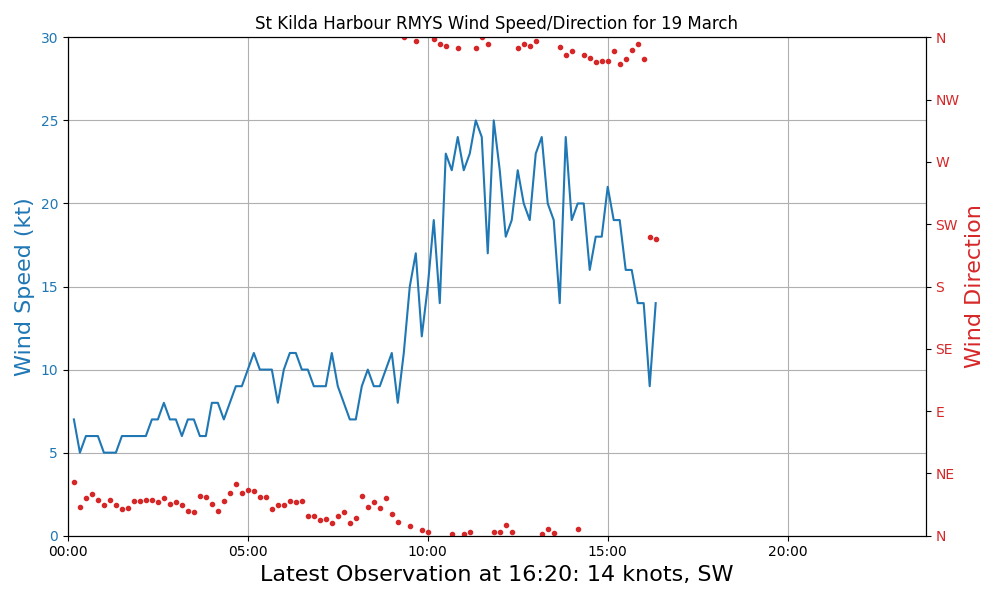 St Kilda Harbour RMYS Wind Speed/Direction for 19 March
30
25
20
15
10
5
0
Wind Speed (kt)
N
NW
W
SW
S
SE
E
NE
N
Wind Direction
00:00 05:00 10:00 15:00 20:00
Latest Observation at 16:20: 14 knots, SW